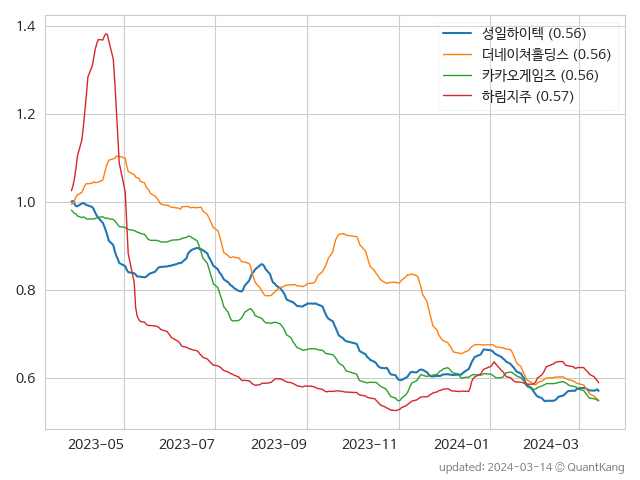 1.4
1.2
1.0
0.8
0.6
성일하이텍 (0.56)
더네이쳐홀딩스 (0.56)
카카오게임즈 (0.56)
하림지주 (0.57)
2023-05 2023-07 2023-09 2023-11 2024-01 2024-03
updated: 2024-03-14 © QuantKang